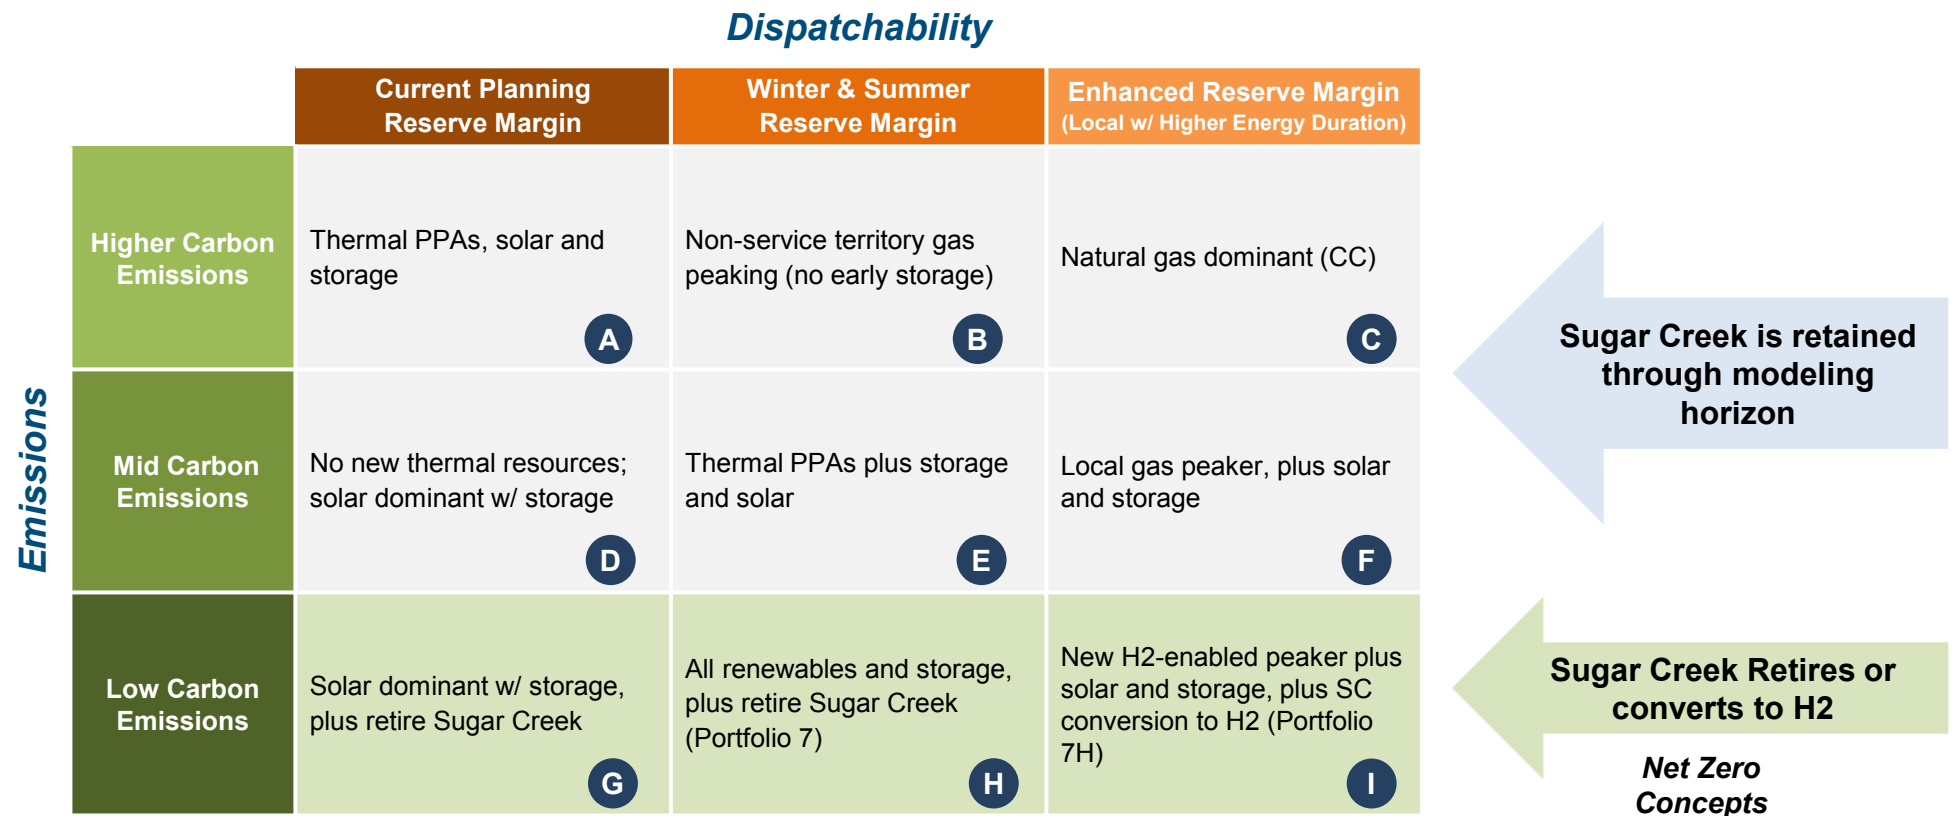 Dispatchability
Current Planning
Reserve Margin
Winter & Summer
Reserve Margin
Enhanced Reserve Margin
(Local w/ Higher Energy Duration)
Emissions
Higher Carbon
Emissions
Thermal PPAs, solar and
storage
A
Non-service territory gas
peaking (no early storage)
B
Natural gas dominant (CC)
C
Sugar Creek is retained
through modeling
horizon
Mid Carbon
Emissions
No new thermal resources;
solar dominant w/ storage
D
Thermal PPAs plus storage
and solar
E
Local gas peaker, plus solar
and storage
F
Low Carbon
Emissions
Solar dominant w/ storage,
plus retire Sugar Creek
G
All renewables and storage,
plus retire Sugar Creek
(Portfolio 7)
H
New H2-enabled peaker plus
solar and storage, plus SC
conversion to H2 (Portfolio
7H)
I
Sugar Creek Retires or
converts to H2
Net Zero
Concepts